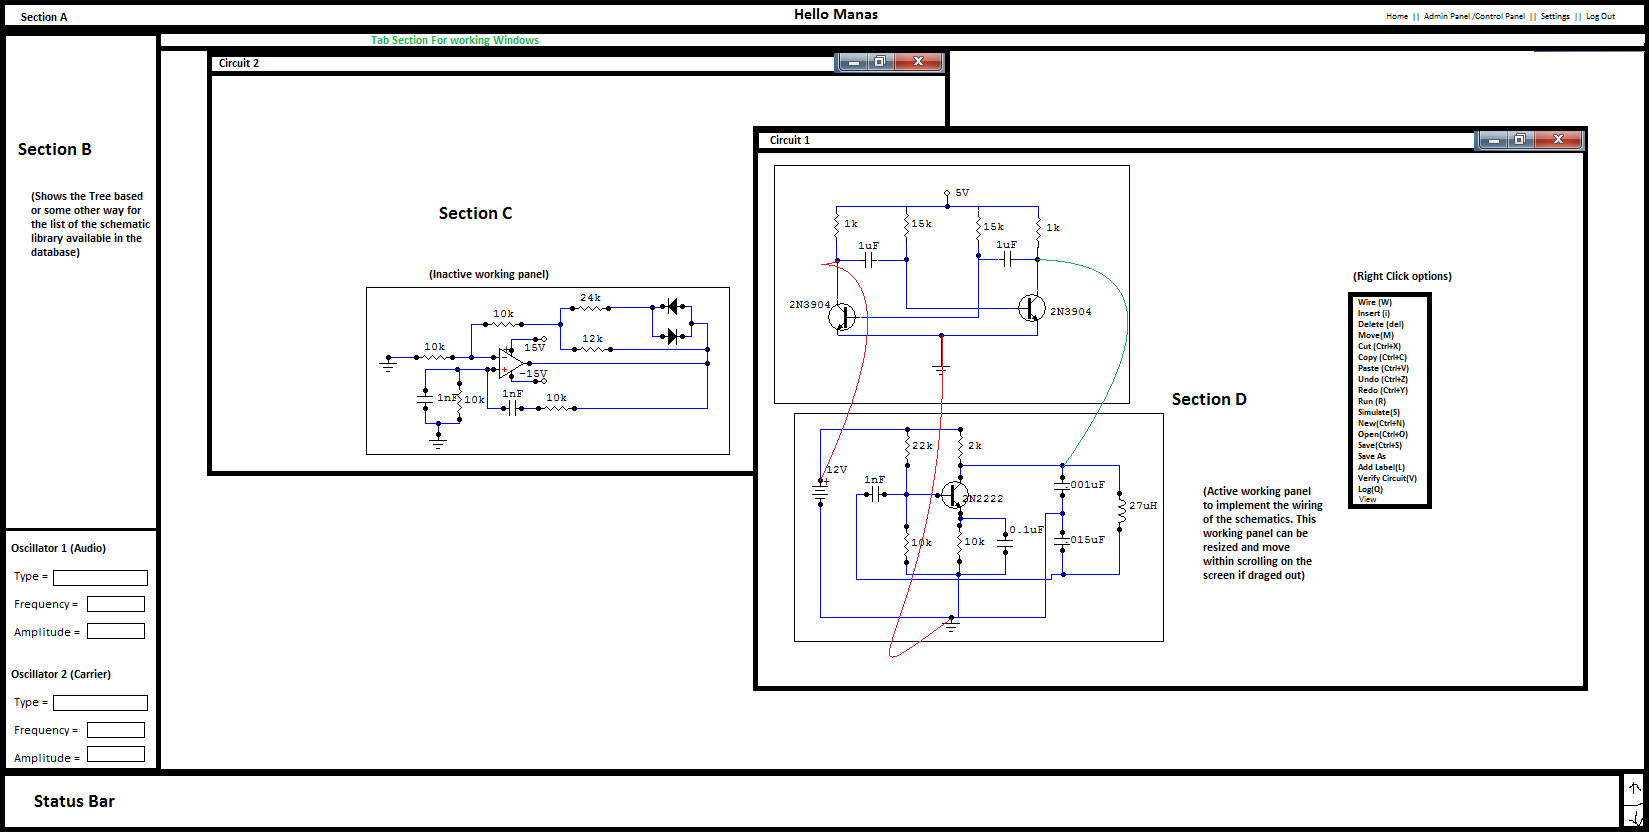 Section A
Hello Manas
Home || Admin Panel /Control Panel || Settings || Log Out
Tab Section For working Windows
Section B
(Shows the Tree based
or some other way for
the list of the schematic
library available in the
database)
Oscillator 1 (Audio)
Type =
Frequency =
Amplitude =
Oscillator 2 (Carrier)
Type =
Frequency =
Amplitude =
Circuit 2
Section C
(Inactive working panel)
24k
10k
12k
10k
15V
-15V
1nF
10k
1nF
10k
Circuit 1
5V
1k
15k
15k
1k
1uF
1uF
2N3904
2N3904
22k
2k
12V
1nF
2N2222
.001uF
27uH
0.1uF
.015uF
10k
10k
Section D
(Active working panel
to implement the wiring
of the schematics. This
working panel can be
resized and move
within scrolling on the
screen if draged out)
(Right Click options)
Wire (W)
Insert (i)
Delete (del)
Move(M)
Cut (Ctrl+X)
Copy (Ctrl+C)
Paste (Ctrl+V)
Undo (Ctrl+Z)
Redo (Ctrl+Y)
Run (R)
Simulate(S)
New(Ctrl+N)
Open(Ctrl+O)
Save(Ctrl+S)
Save As
Add Label(L)
Verify Circuit(V)
Log(Q)
View
Status Bar